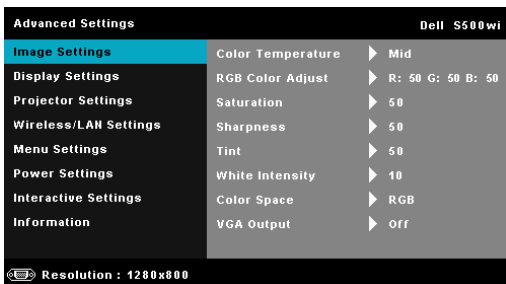 Advanced Settings Dell S500wi
Image Settings Color Temperature Mid
Display Settings RGB Color Adjust R: 50 G: 50 B: 50
Projector Settings Saturation 50
Wireless/LAN Settings Sharpness 50
Menu Settings Tint 50
Power Settings White Intensity 10
Interactive Settings Color Space RGB
Information VGA Output Off
Resolution : 1280x800